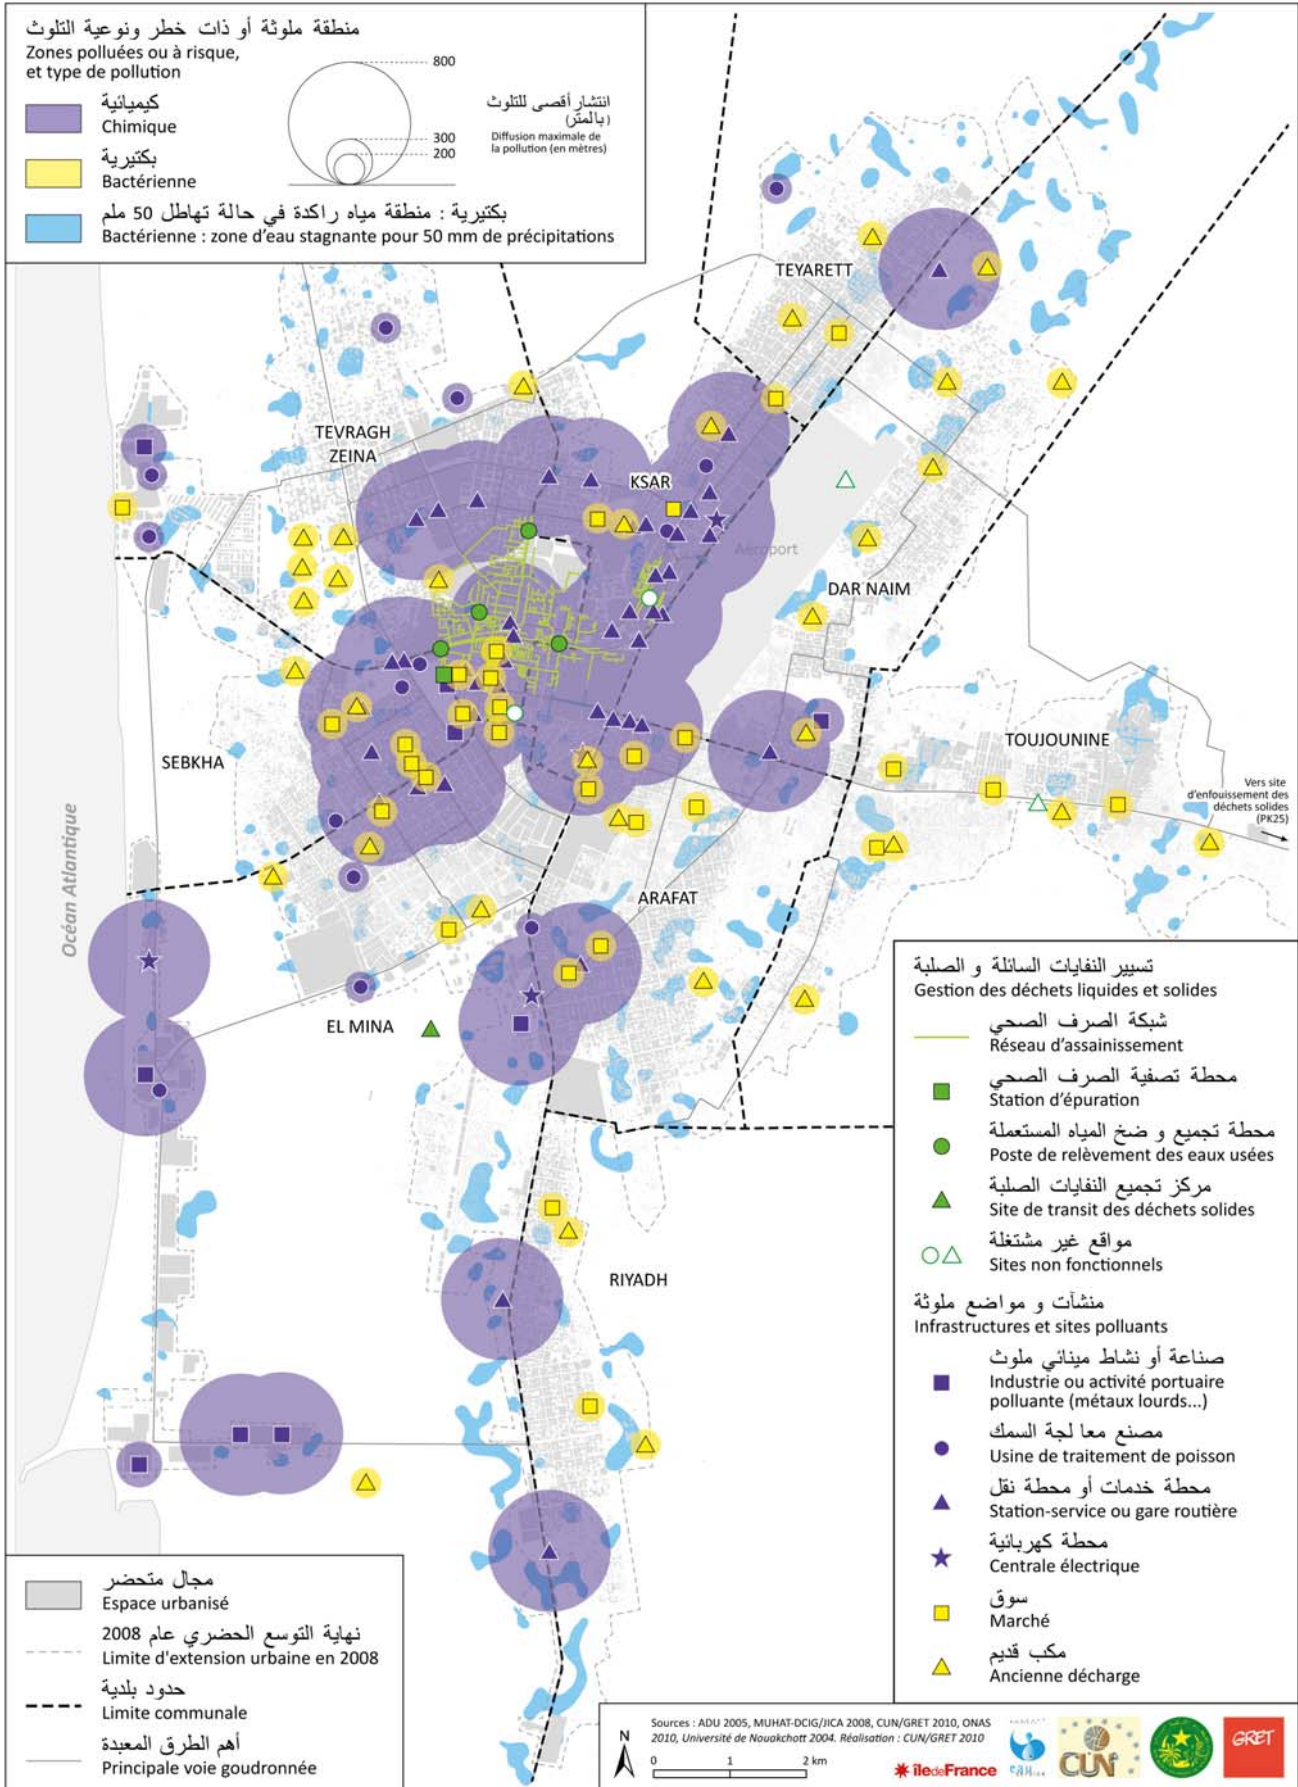 منطقة ملوثة أو ذات خطر ونوعية التلوث
Zones polluées ou à risque,
et type de pollution
كيميائية
Chimique
بكتيرية
Bactérienne
بكتيرية : منطقة مياه راكدة في حالة تهاطل 50 ملم
Bactérienne : zone d'eau stagnante pour 50 mm de précipitations
800
300
200
انتشار أقصى للتلوث
(بالمتر)
Diffusion maximale de
la pollution (en mètres)
TEYARETT
TEVRAGH
ZEINA
KSAR
Aéroport
DAR NAIM
SEBKHA
TOUJOUNINE
Vers site
d'enfouissement des
déchets solides
(PK25)
Océan Atlantique
ARAFAT
EL MINA
RIYADH
تسيير النفايات السائلة و الصلبة
Gestion des déchets liquides et solides
شبكة الصرف الصحي
Réseau d'assainissement
محطة تصفية الصرف الصحي
Station d'épuration
محطة تجميع و ضخ المياه المستعملة
Poste de relèvement des eaux usées
مركز تجميع النفايات الصلبة
Site de transit des déchets solides
مواقع غير مشتغلة
Sites non fonctionnels
منشآت و مواضع ملوثة
Infrastructures et sites polluants
صناعة أو نشاط مينائي ملوث
Industrie ou activité portuaire
polluante (métaux lourds...)
مصنع معا لجة السمك
Usine de traitement de poisson
محطة خدمات أو محطة نقل
Station-service ou gare routière
محطة كهربائية
Centrale électrique
سوق
Marché
مكب قديم
Ancienne décharge
مجال متحضر
Espace urbanisé
نهاية التوسع الحضري عام 2008
Limite d'extension urbaine en 2008
حدود بلدية
Limite communale
أهم الطرق المعبدة
Principale voie goudronnée
N
Sources : ADU 2005, MUHAT-DCIG/JICA 2008, CUN/GRET 2010, ONAS
2010, Université de Nouakchott 2004. Réalisation : CUN/GRET 2010
0 1 2 km
îledeFrance
eau
CUN
GRET